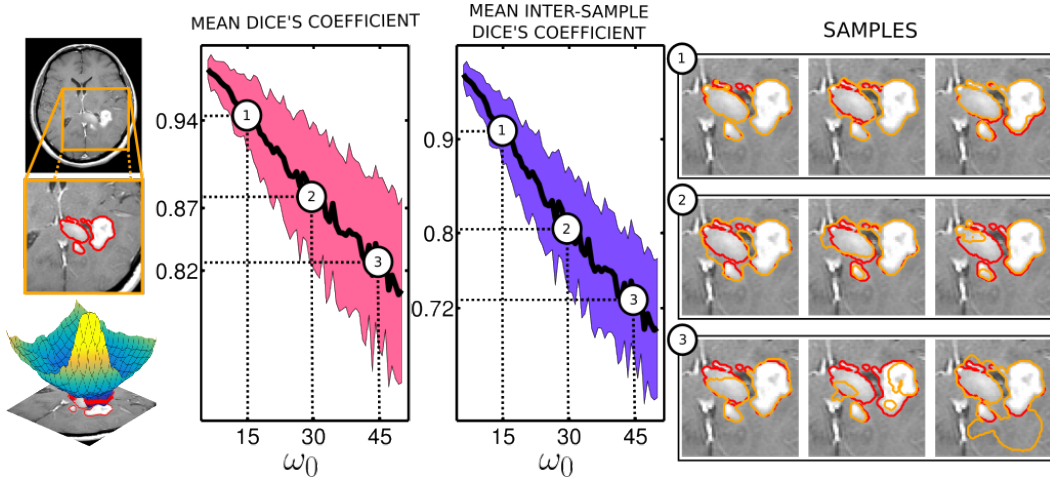 MEAN DICE'S COEFFICIENT
0.94
0.87
0.82
1
2
3
15 30 45
ω₀
MEAN INTER-SAMPLE
DICE'S COEFFICIENT
0.9
0.8
0.72
1
2
3
15 30 45
ω₀
SAMPLES
1
2
3